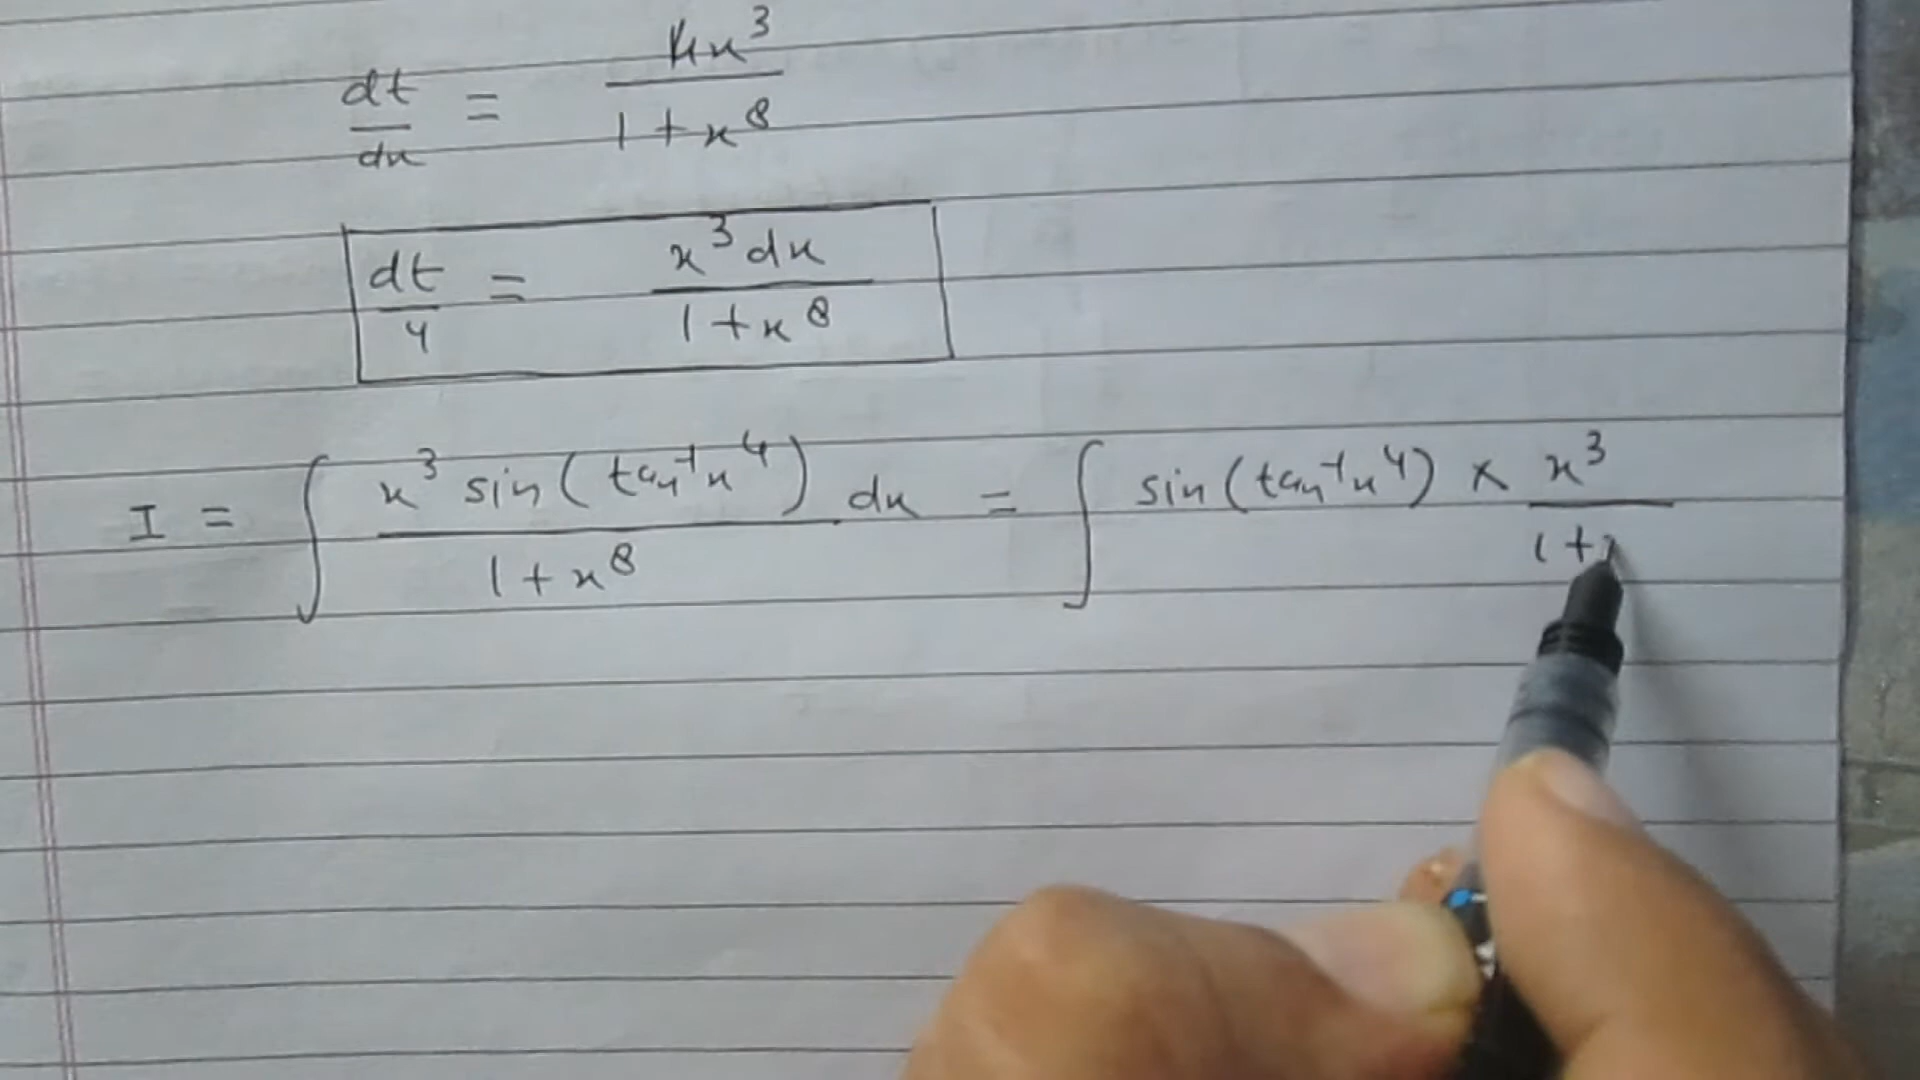 dt/dx = 4x³/1+x⁸
dt/4 = x³dx/1+x⁸
I = ∫ x³ sin(tan⁻¹x⁴)/1+x⁸ dx = ∫ sin(tan⁻¹x⁴) × x³/1+